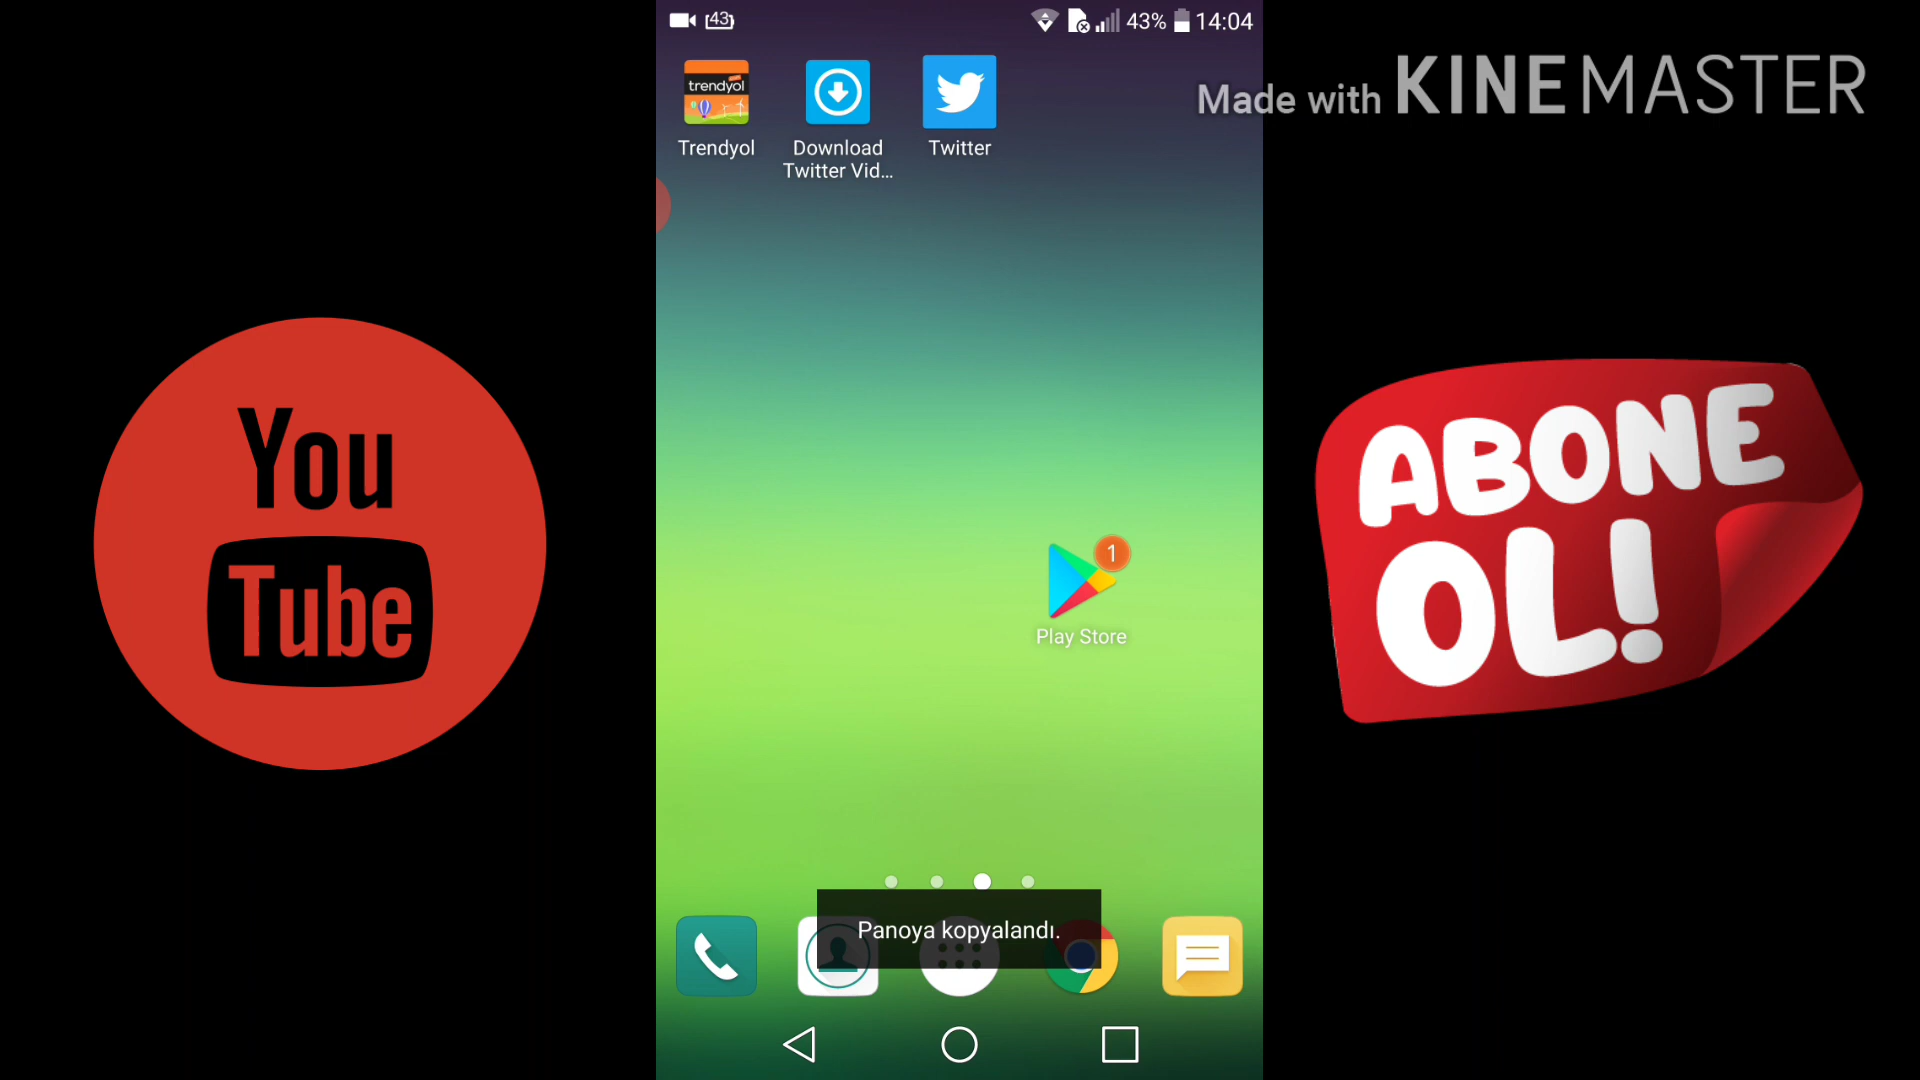 43
43%
14:04
Made with KINEMASTER
trendyol
Trendyol
Download
Twitter Vid...
Twitter
You
Tube
ABONE
OL!
1
Play Store
Panoya kopyalandı.